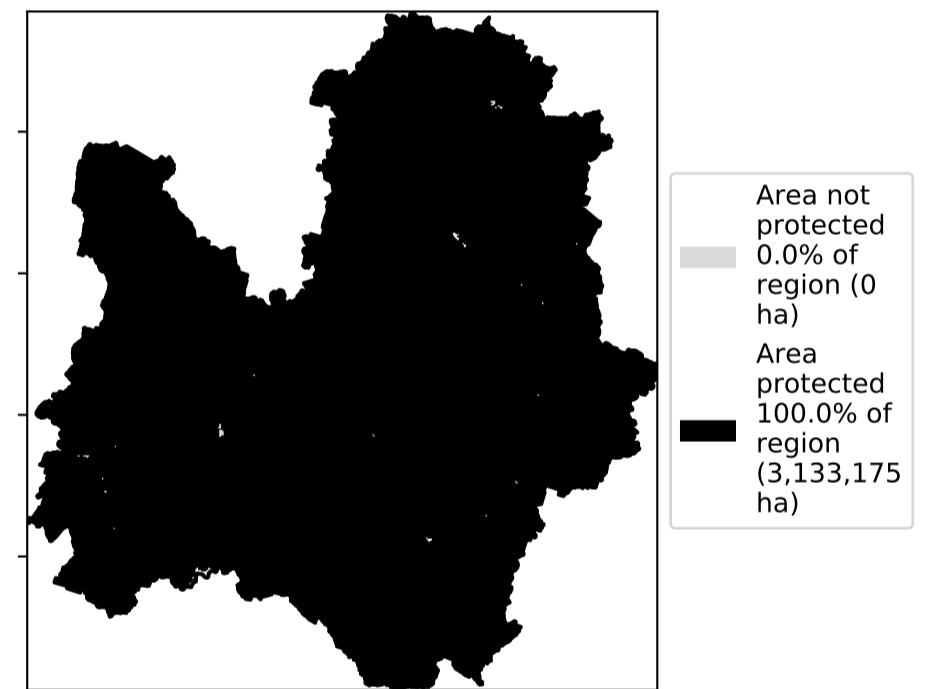 Area not
protected
0.0% of
region (0
ha)
Area
protected
100.0% of
region
(3,133,175
ha)